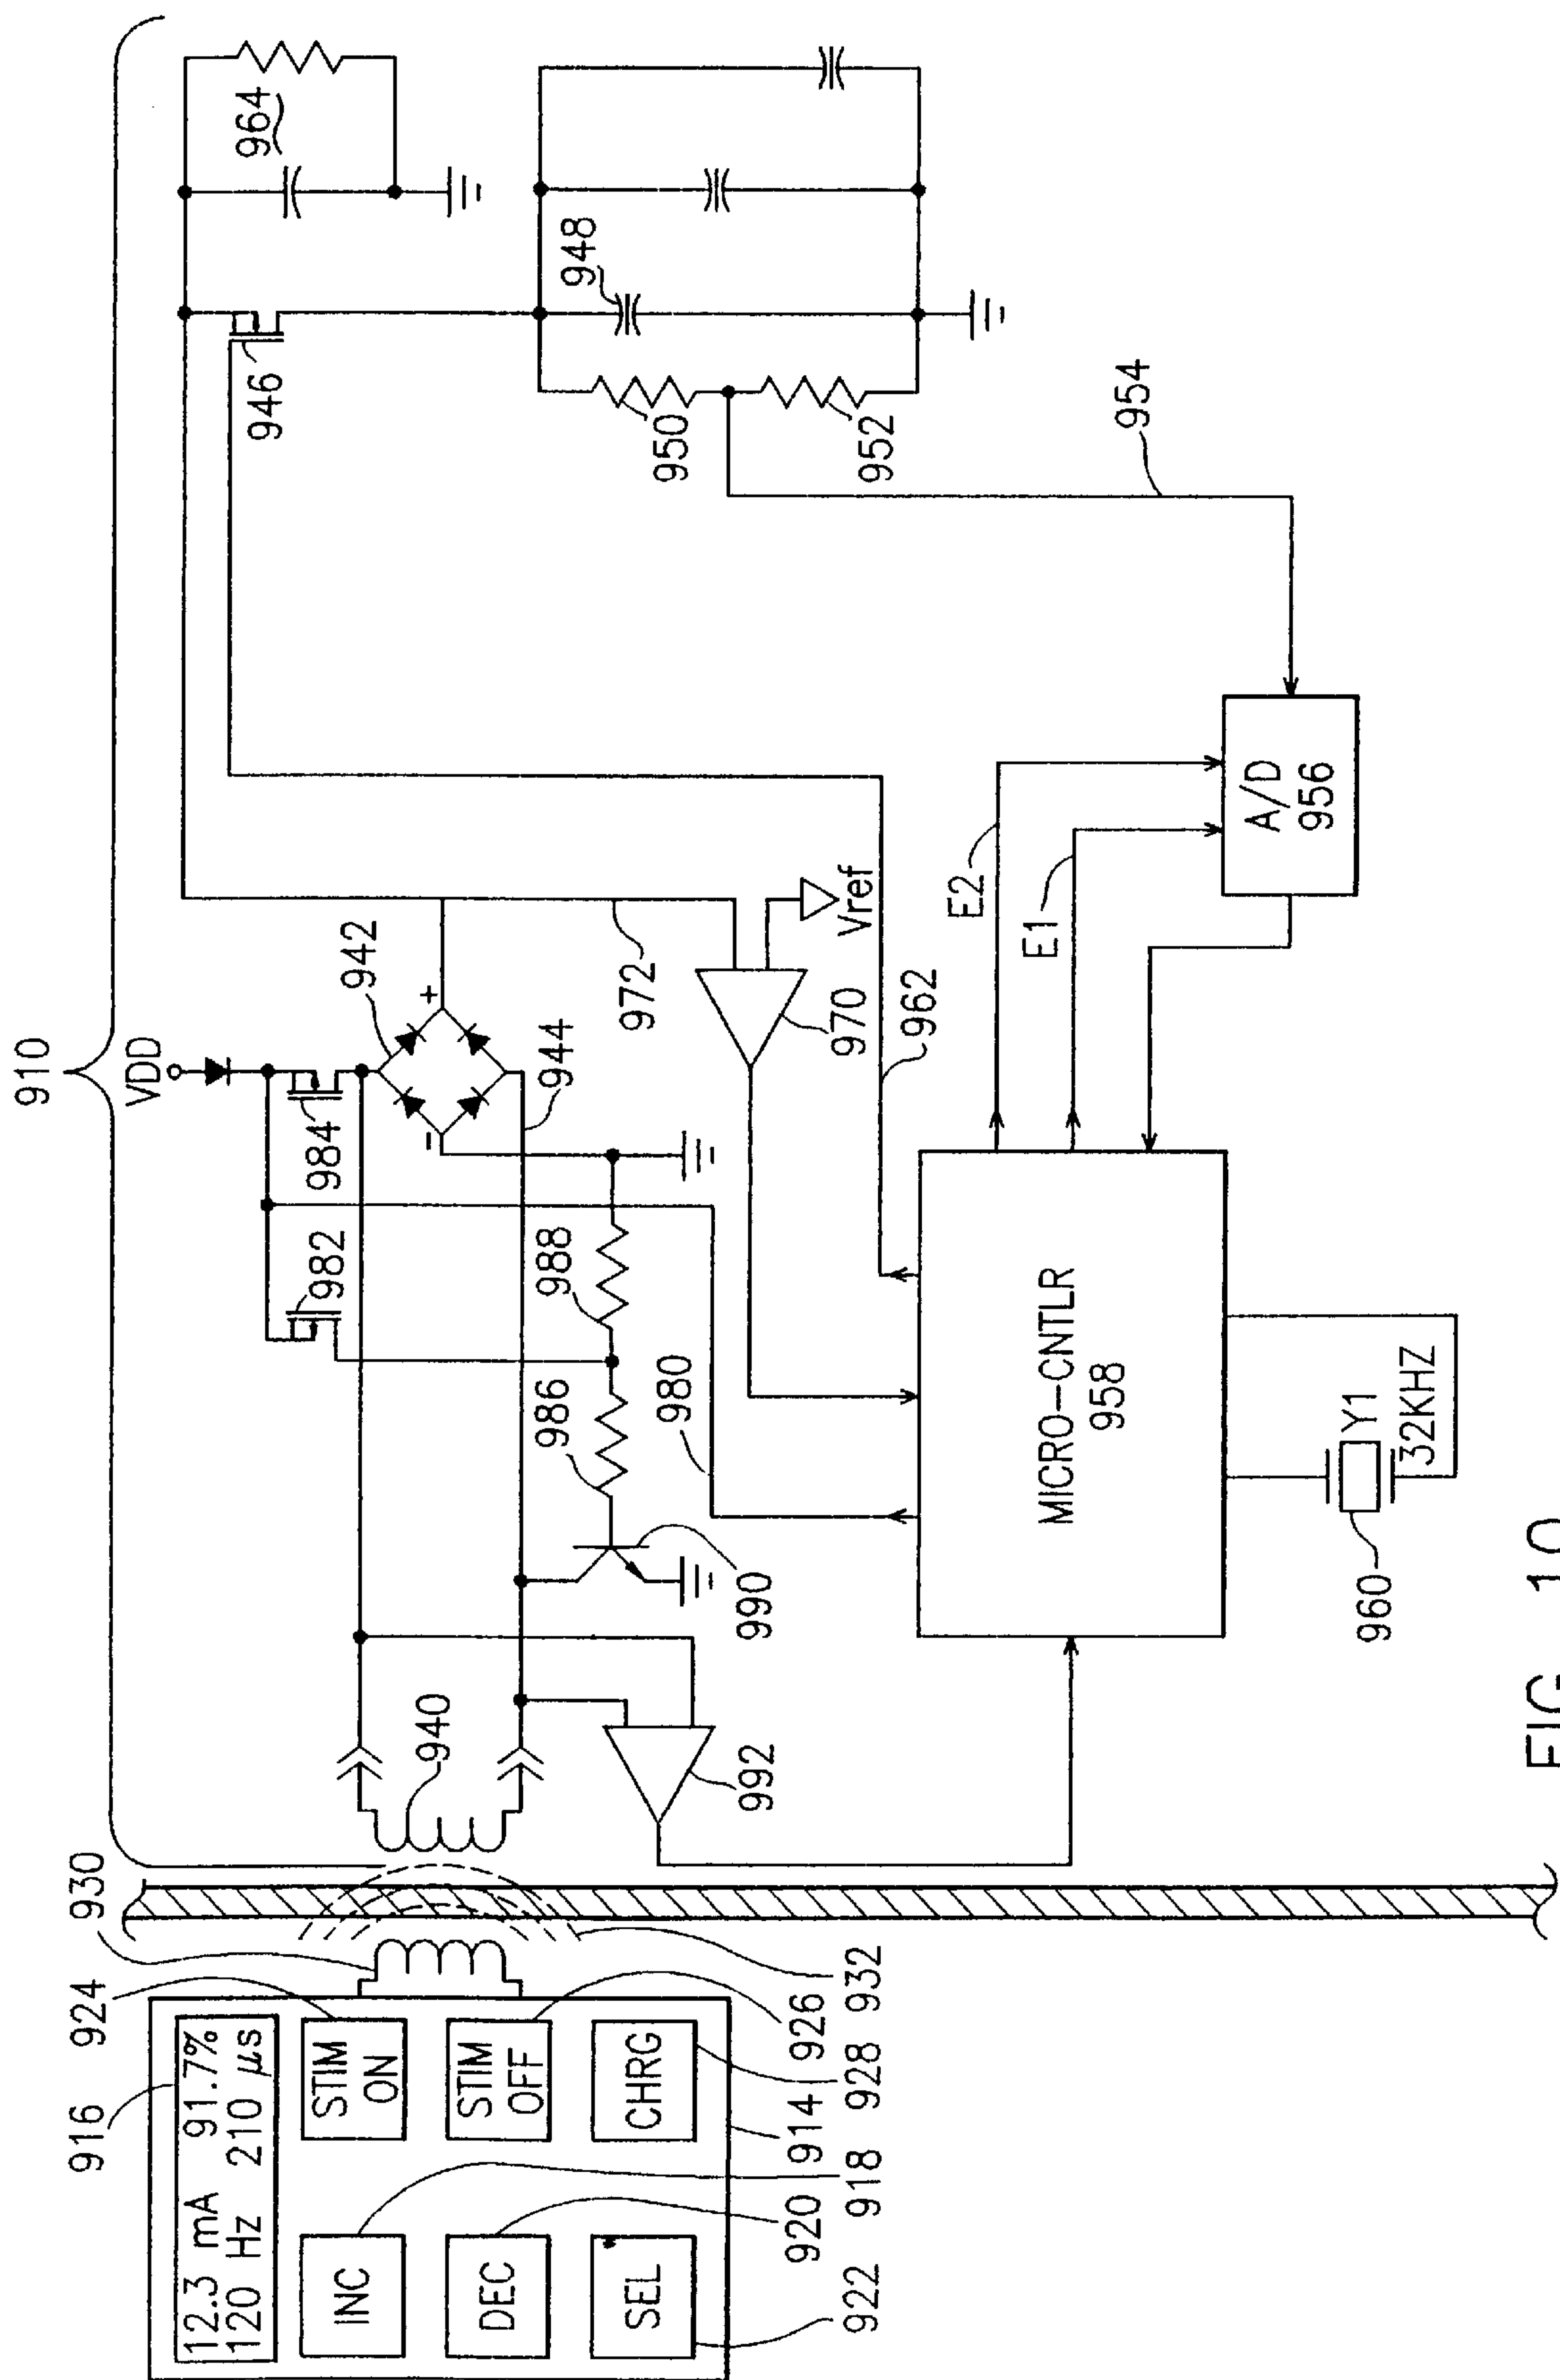 910
VDD
964
984
942
946
948
950
952
954
982
944
972
970
Vref
962
988
986
980
990
940
992
930
E2
E1
A/D
956
MICRO-CNTLR
958
Y1
32KHZ
960
916
12.3 mA 91.7%
120 Hz 210 μs
924
INC
STIM
ON
DEC
STIM
OFF
SEL
CHRG
922
920
918
914
928
926
932
+
−
FIG. 10